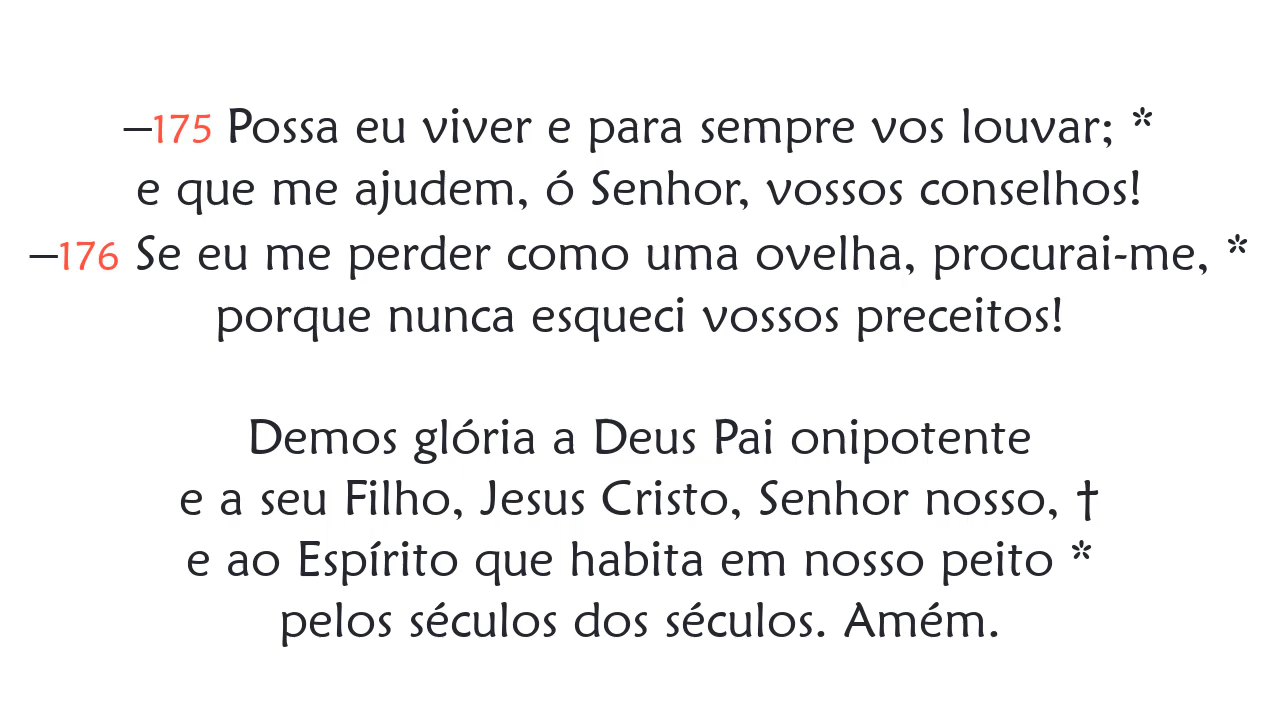 –175 Possa eu viver e para sempre vos louvar; *
e que me ajudem, ó Senhor, vossos conselhos!
–176 Se eu me perder como uma ovelha, procurai-me, *
porque nunca esqueci vossos preceitos!
Demos glória a Deus Pai onipotente
e a seu Filho, Jesus Cristo, Senhor nosso, †
e ao Espírito que habita em nosso peito *
pelos séculos dos séculos. Amém.